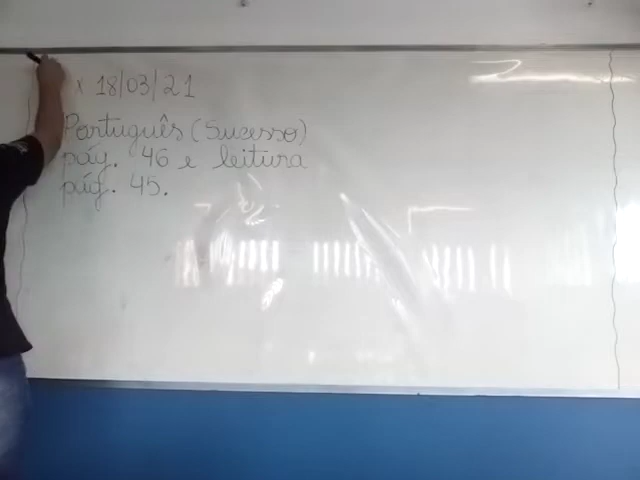 x 18/03/21
Português (Sucesso)
pág. 46 e leitura
pág. 45.